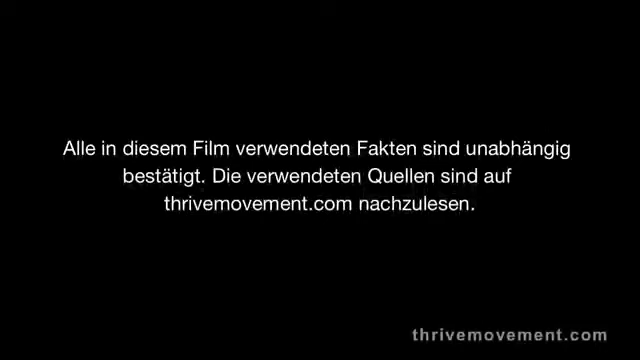 Alle in diesem Film verwendeten Fakten sind unabhängig
bestätigt. Die verwendeten Quellen sind auf
thrivemovement.com nachzulesen.
thrivemovement.com